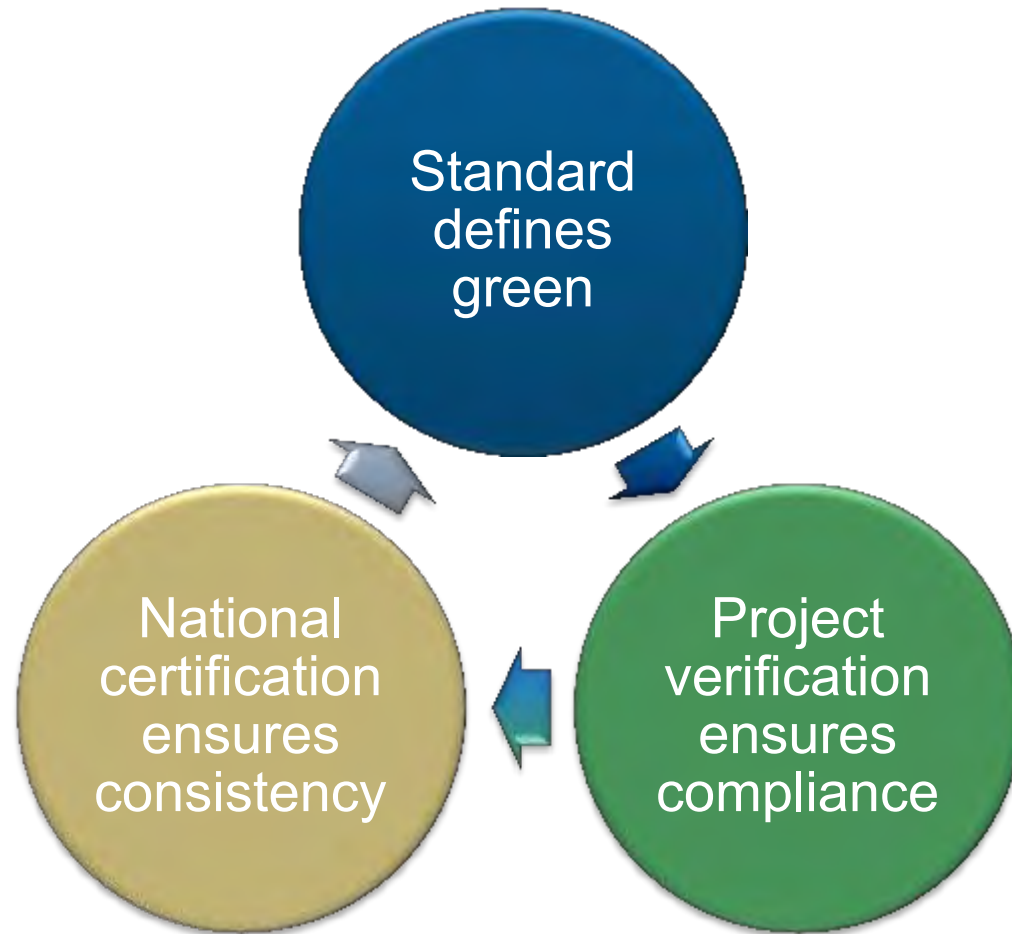 Standard
defines
green
National
certification
ensures
consistency
Project
verification
ensures
compliance